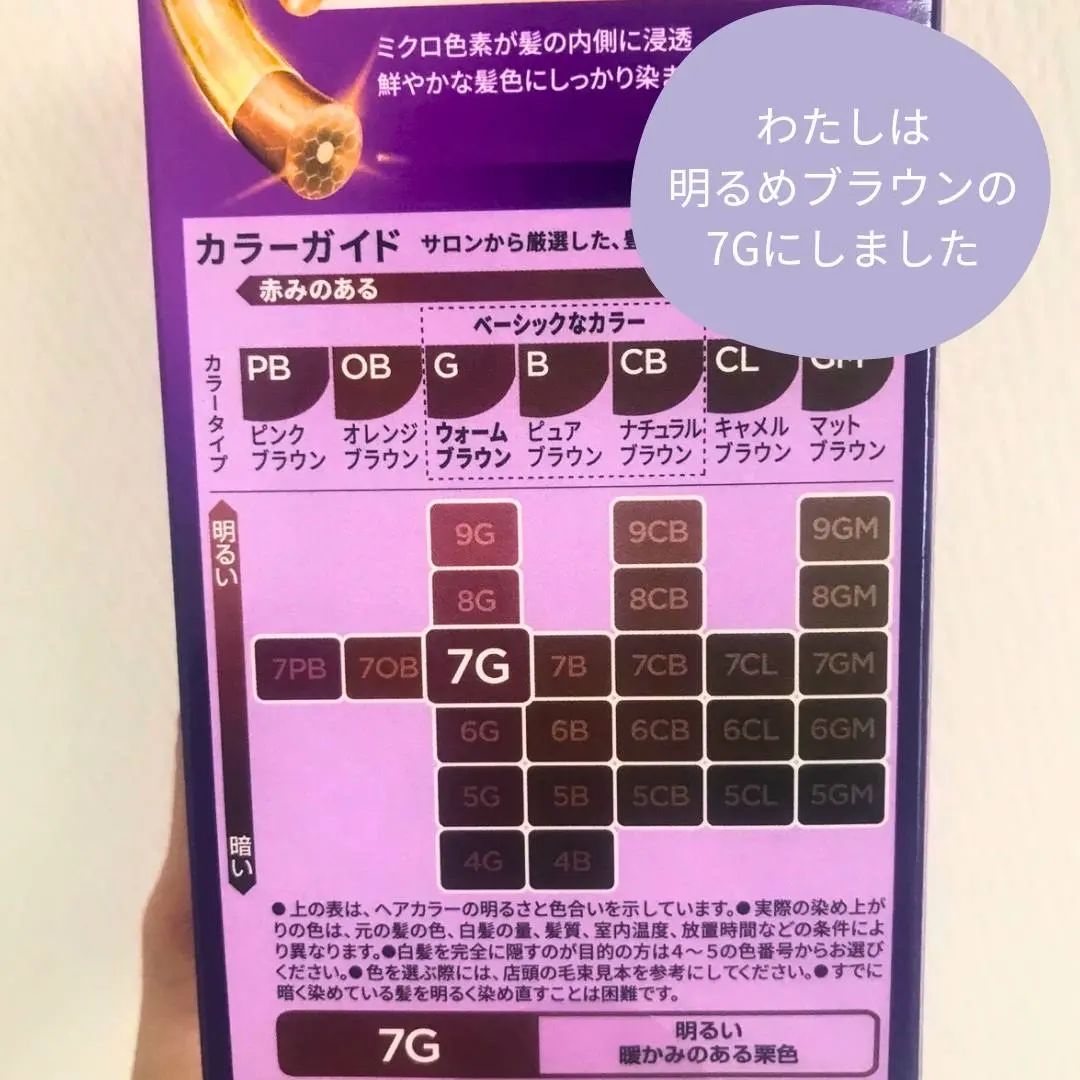 ミクロ色素が髪の内側に浸透
鮮やかな髪色にしっかり染ま
わたしは
明るめブラウンの
7Gにしました
カラーガイド サロンから厳選した、
赤みのある
ベーシックなカラー
カラータイプ
PB OB G B CB CL GM
ピンク オレンジ ウォーム ピュア ナチュラル キャメル マット
ブラウン ブラウン ブラウン ブラウン ブラウン ブラウン ブラウン
明るい
9G 9CB 9GM
8G 8CB 8GM
7PB 7OB 7G 7B 7CB 7CL 7GM
6G 6B 6CB 6CL 6GM
5G 5B 5CB 5CL 5GM
4G 4B
暗い
●上の表は、ヘアカラーの明るさと色合いを示しています。●実際の染め上が
りの色は、元の髪の色、白髪の量、髪質、室内温度、放置時間などの条件によ
り異なります。●白髪を完全に隠すのが目的の方は4～5の色番号からお選び
ください。●色を選ぶ際には、店頭の毛束見本を参考にしてください。●すでに
暗く染めている髪を明るく染め直すことは困難です。
7G
明るい
暖かみのある栗色